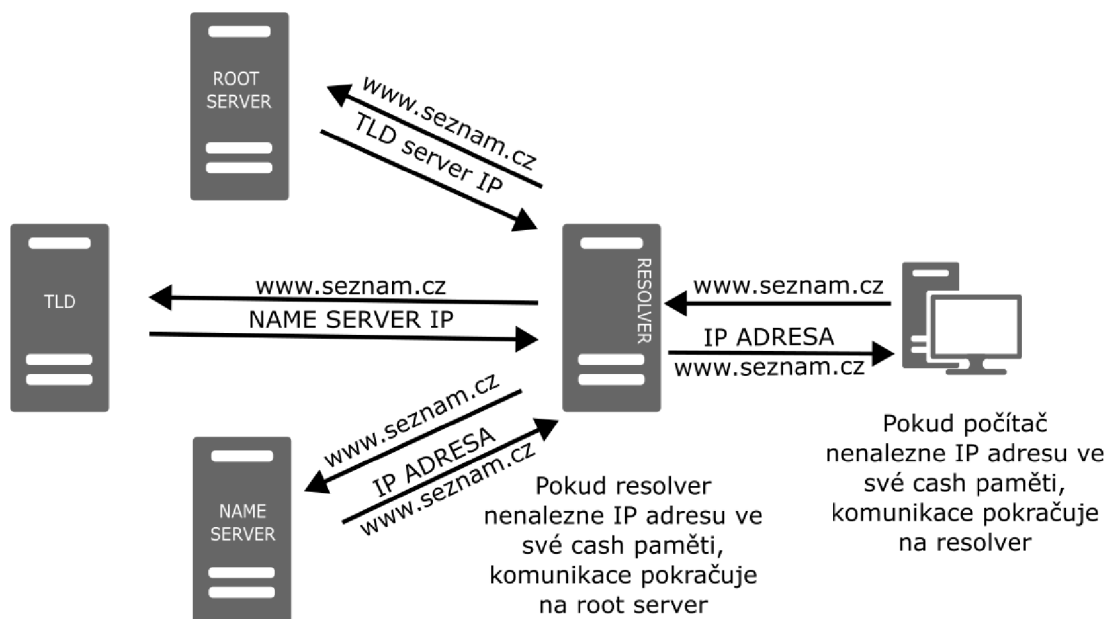 ROOT
SERVER
www.seznam.cz
TLD server IP
TLD
www.seznam.cz
NAME SERVER IP
RESOLVER
www.seznam.cz
IP ADRESA
www.seznam.cz
www.seznam.cz
IP ADRESA
www.seznam.cz
NAME
SERVER
Pokud resolver
nenalezne IP adresu ve
své cash paměti,
komunikace pokračuje
na root server
Pokud počítač
nenalezne IP adresu ve
své cash paměti,
komunikace pokračuje
na resolver